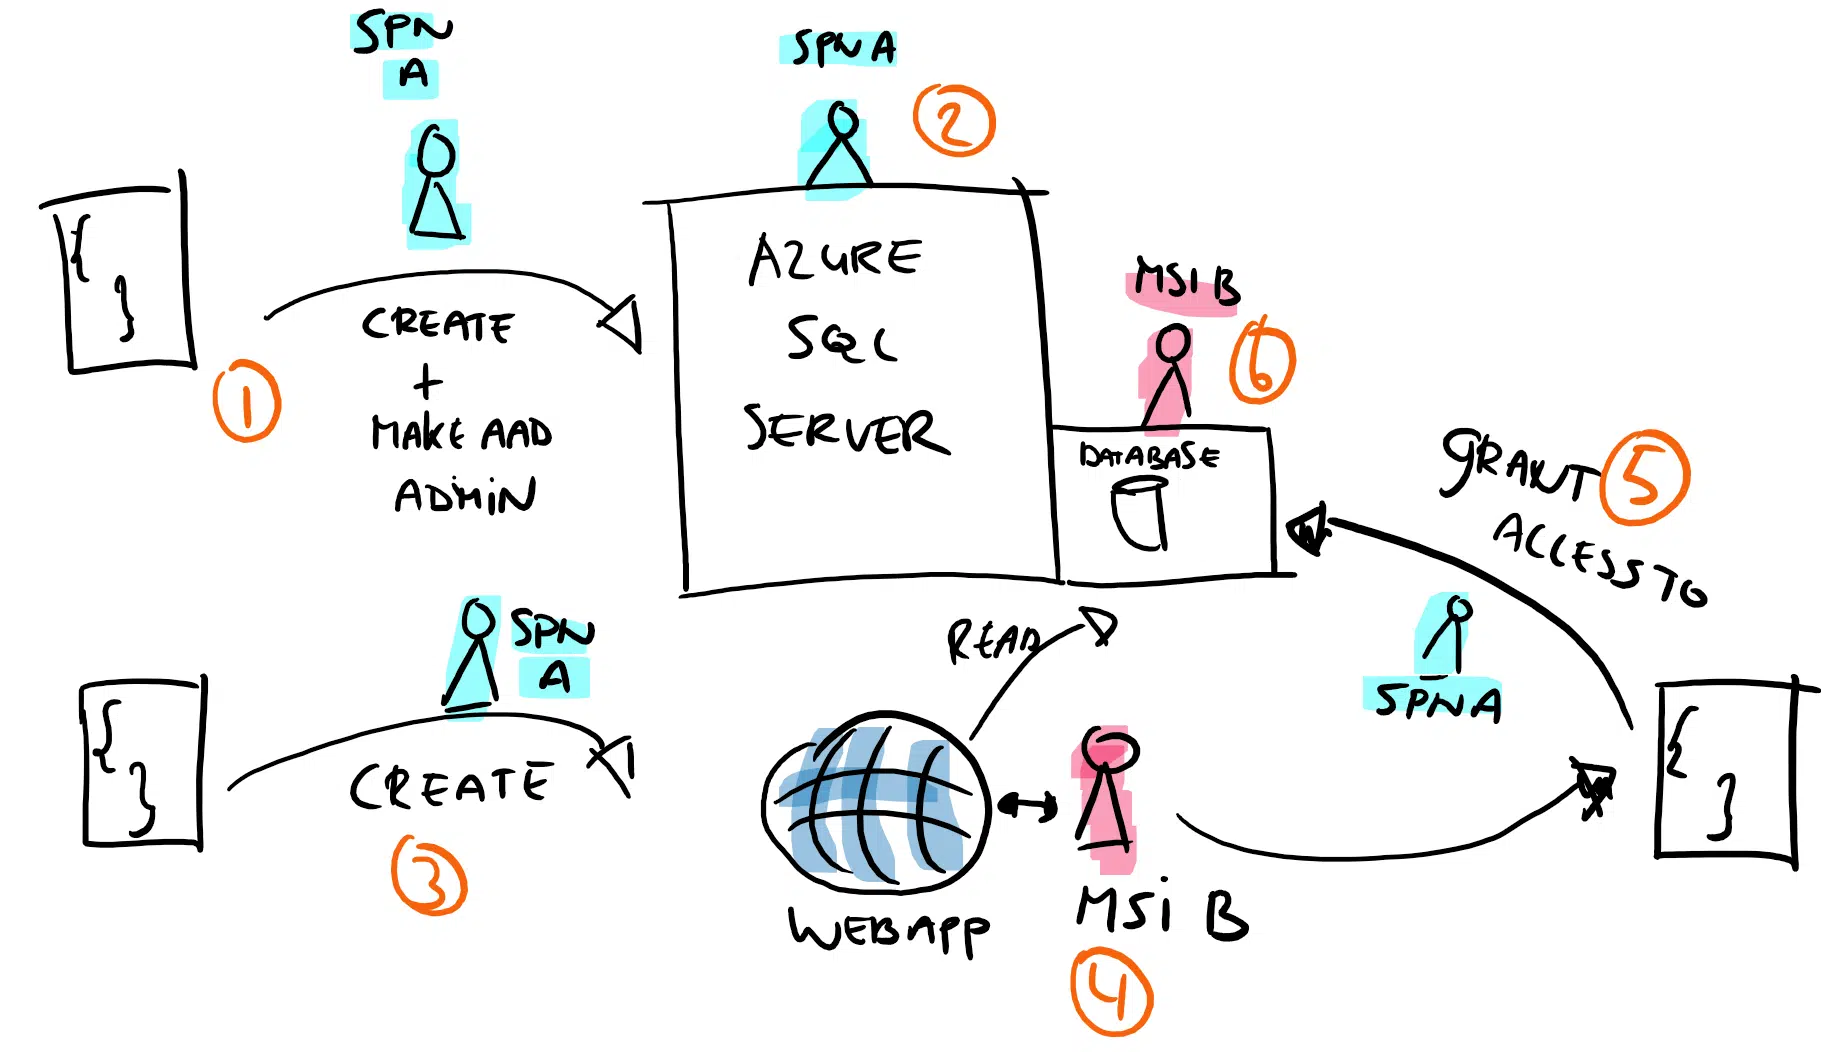 SPN
A
{
}
1
CREATE
+
MAKE AAD
ADMIN
SPN A
2
AZURE
SQL
SERVER
MSI B
6
DATABASE
{
}
SPN
A
CREATE
3
READ
WEBAPP
MSi B
4
GRANT 5
ACCESS TO
SPN A
{
}